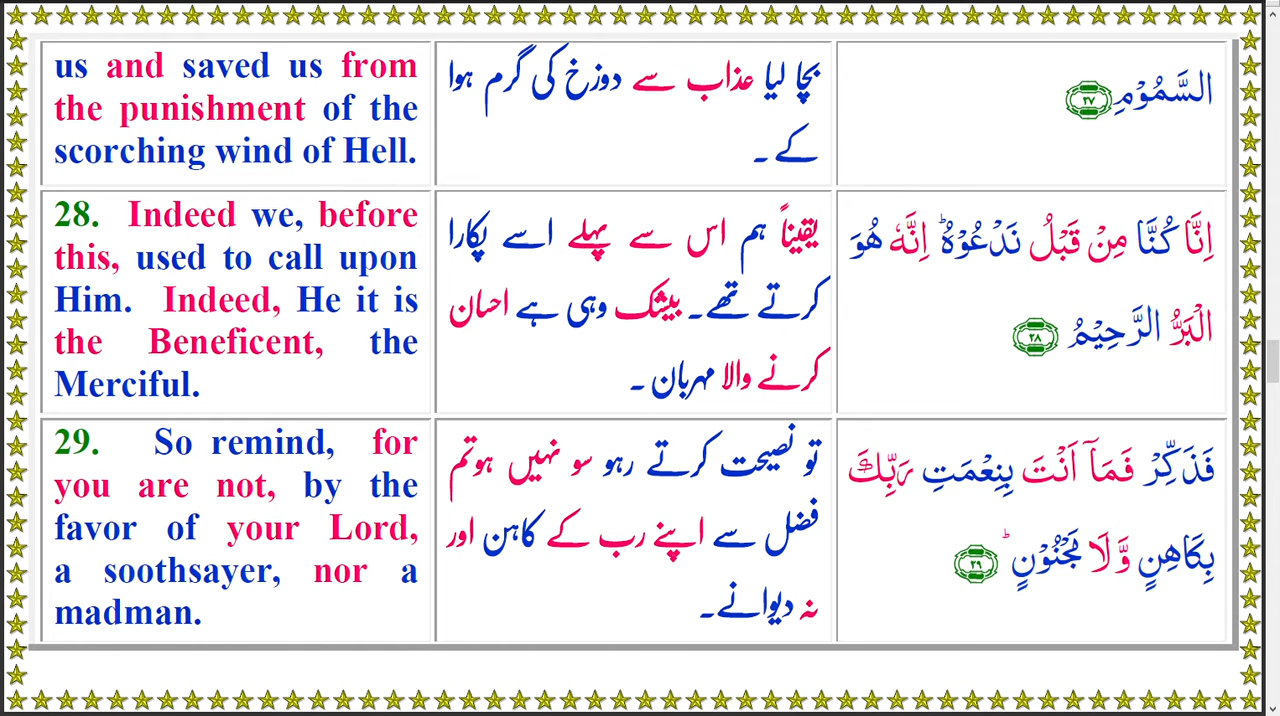 us and saved us from
the punishment of the
scorching wind of Hell.
بچا لیا عذاب سے دوزخ کی گرم ہوا
کے ۔
السَّمُوْمِ ﴿۲۷﴾
28. Indeed we, before
this, used to call upon
Him. Indeed, He it is
the Beneficent, the
Merciful.
یقیناً ہم اس سے پہلے اسے پکارا
کرتے تھے۔ بیشک وہی ہے احسان
کرنے والا مہربان ۔
اِنَّا كُنَّا مِنْ قَبْلُ نَدْعُوْهُ ؕ اِنَّهٗ هُوَ
الْبَرُّ الرَّحِيْمُ ﴿۲۸﴾
29. So remind, for
you are not, by the
favor of your Lord,
a soothsayer, nor a
madman.
تو نصیحت کرتے رہو سو نہیں ہوتم
فضل سے اپنے رب کے کاہن اور
نہ دیوانے۔
فَذَكِّرْ فَمَاۤ اَنْتَ بِنِعْمَتِ رَبِّكَ
بِكَاهِنٍ وَّلَا مَجْنُوْنٍ ؕ ﴿۲۹﴾